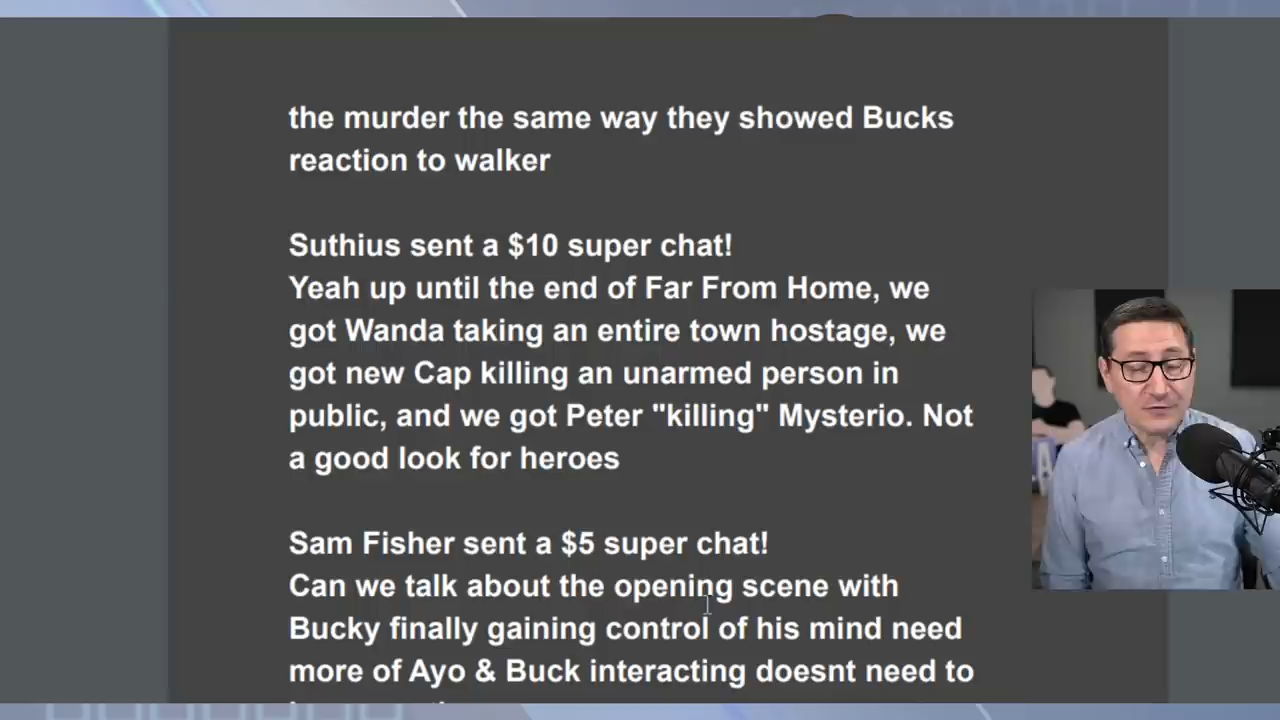 the murder the same way they showed Bucks
reaction to walker
Suthius sent a $10 super chat!
Yeah up until the end of Far From Home, we
got Wanda taking an entire town hostage, we
got new Cap killing an unarmed person in
public, and we got Peter "killing" Mysterio. Not
a good look for heroes
Sam Fisher sent a $5 super chat!
Can we talk about the opening scene with
Bucky finally gaining control of his mind need
more of Ayo & Buck interacting doesnt need to